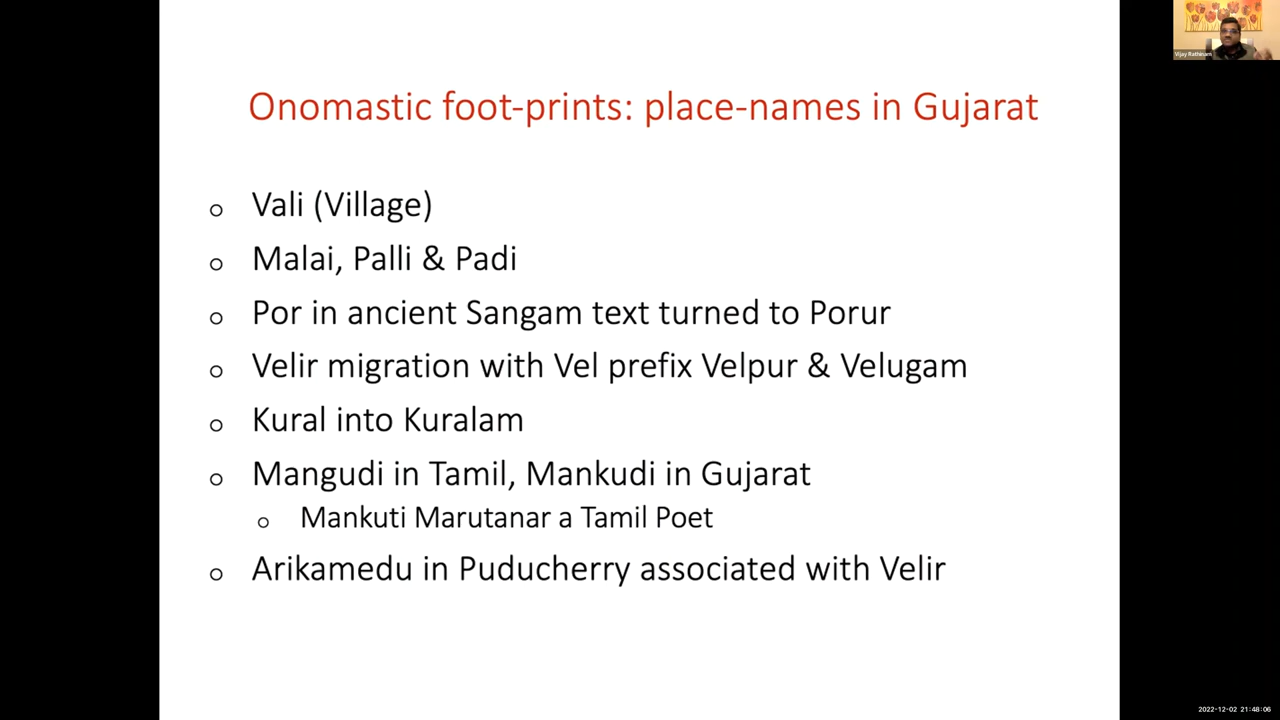 Vijay Rathinam
Onomastic foot-prints: place-names in Gujarat
Vali (Village)
Malai, Palli & Padi
Por in ancient Sangam text turned to Porur
Velir migration with Vel prefix Velpur & Velugam
Kural into Kuralam
Mangudi in Tamil, Mankudi in Gujarat
Mankuti Marutanar a Tamil Poet
Arikamedu in Puducherry associated with Velir
2022-12-02 21:48:06